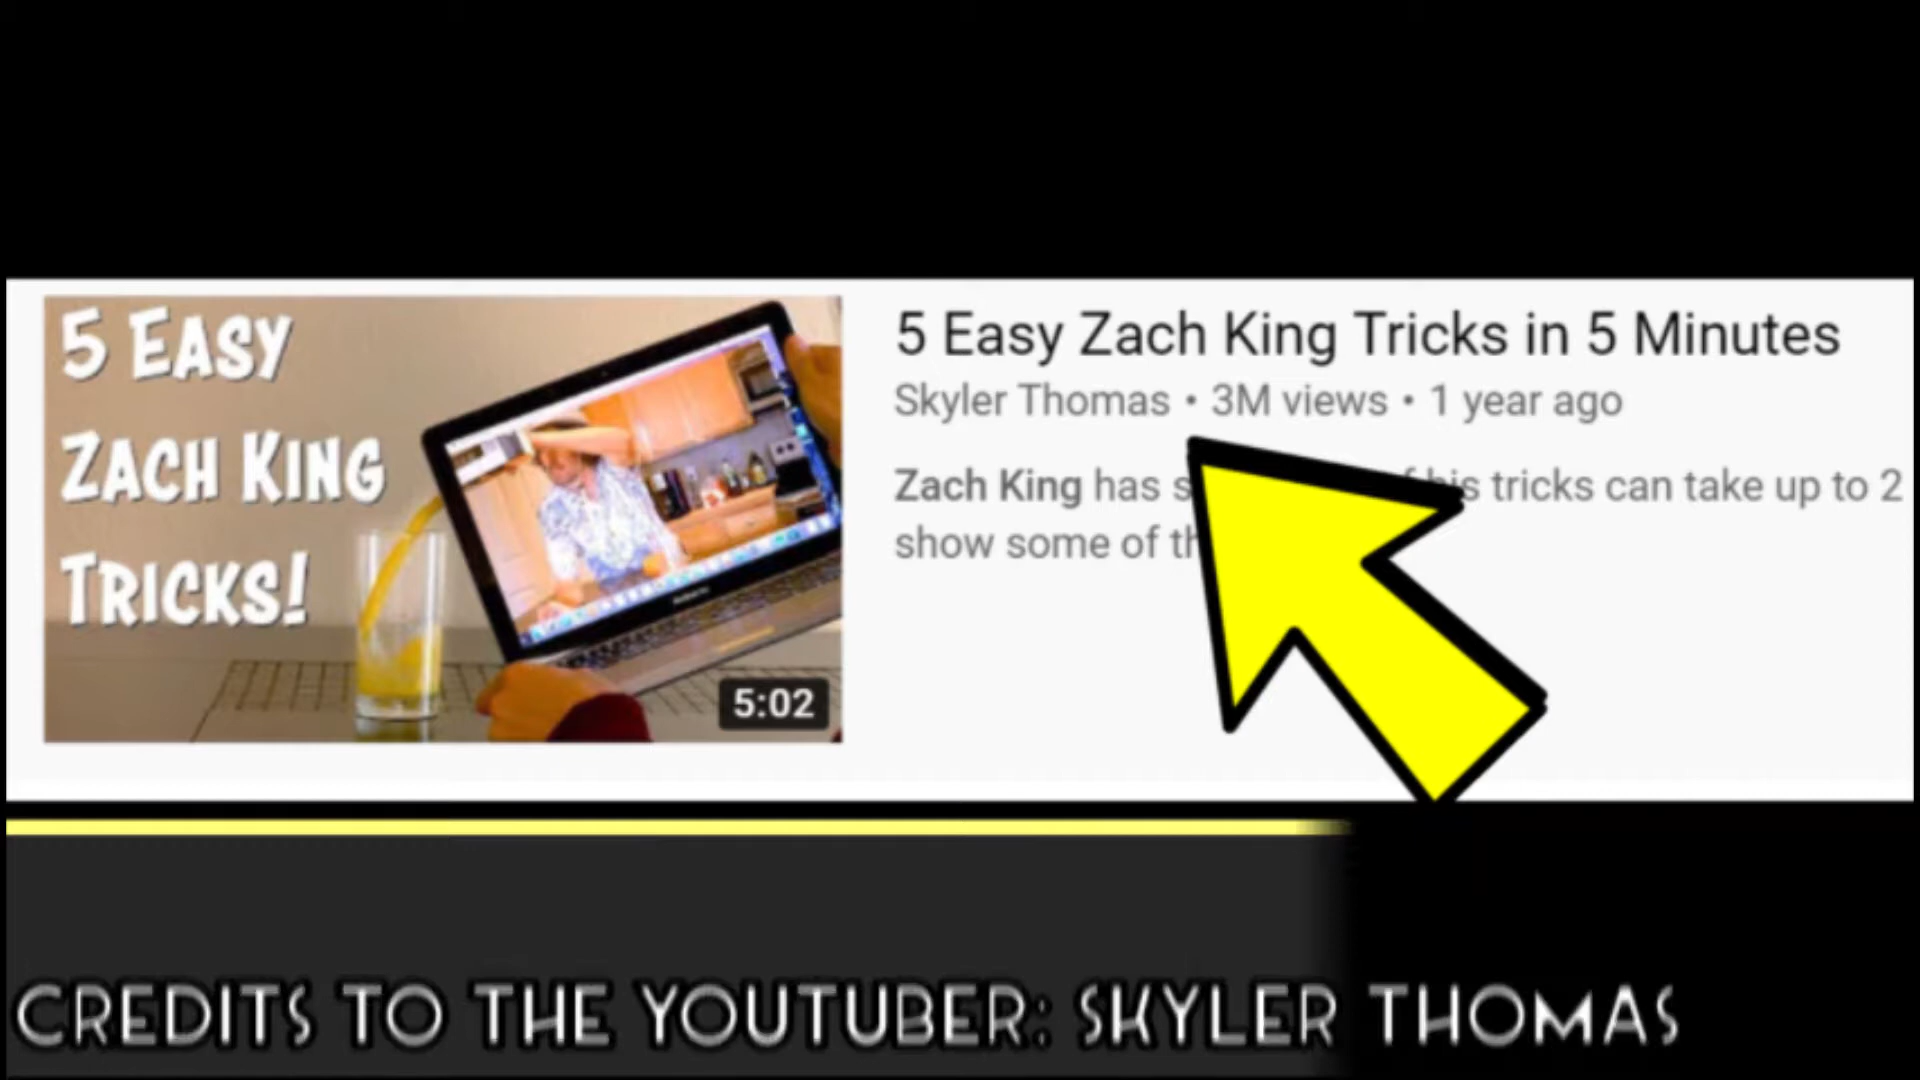 5 EASY
ZACH KING
TRICKS!
5:02
5 Easy Zach King Tricks in 5 Minutes
Skyler Thomas • 3M views • 1 year ago
Zach King has his tricks can take up to 2
show some of
CREDITS TO THE YOUTUBER: SKYLER THOMAS